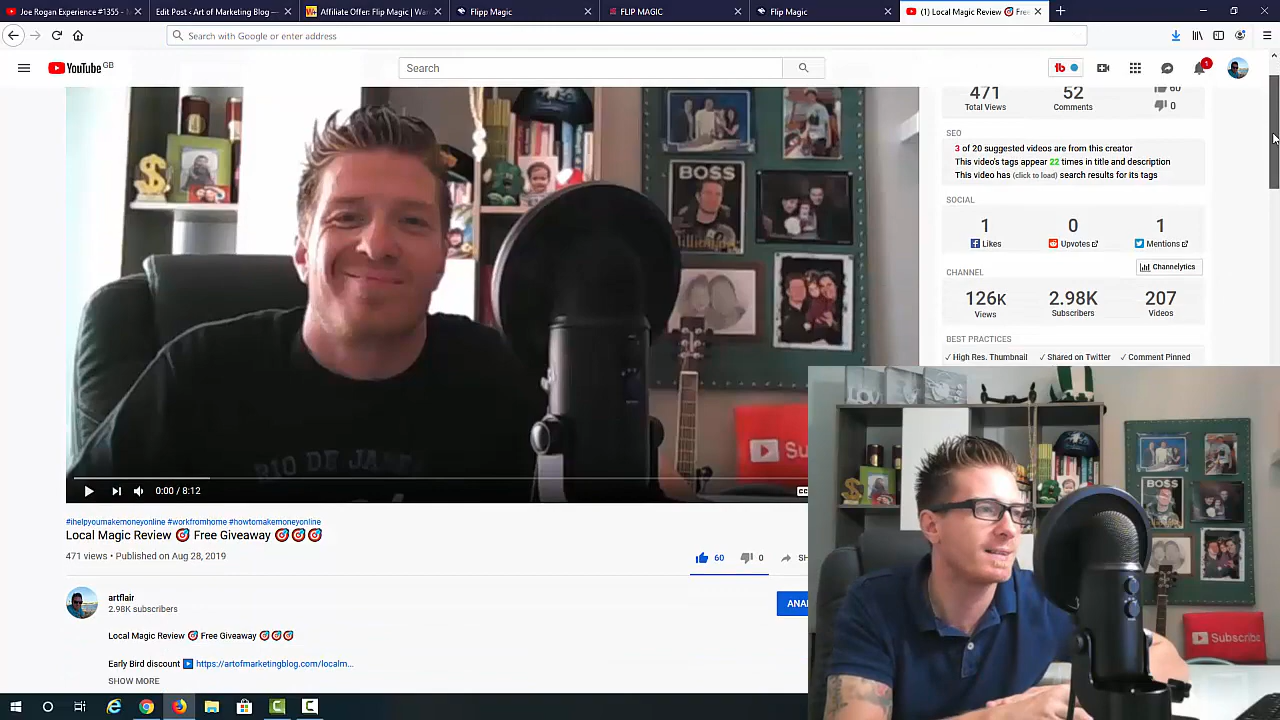 Joe Rogan Experience #1355 - N
Edit Post ‹ Art of Marketing Blog —
Affiliate Offer: Flip Magic | Wa
Flipp Magic
FLIP MAGIC
Flip Magic
(1) Local Magic Review 🎯 Fre
Search with Google or enter address
YouTube GB
Search
tb
1
471
52
60
Total Views
Comments
0
SEO
3 of 20 suggested videos are from this creator
This video's tags appear 22 times in title and description
This video has (click to load) search results for its tags
SOCIAL
1
0
1
Likes
Upvotes
Mentions
CHANNEL
Channelytics
126K
2.98K
207
Views
Subscribers
Videos
BEST PRACTICES
✓ High Res. Thumbnail ✓ Shared on Twitter ✓ Comment Pinned
BOSS
RIO DE JANE
Su
0:00 / 8:12
#ihelpyoumakemoneyonline #workfromhome #howtomakemoneyonline
Local Magic Review 🎯 Free Giveaway 🎯🎯🎯
471 views • Published on Aug 28, 2019
60
0
SH
artflair
2.98K subscribers
ANA
Local Magic Review 🎯 Free Giveaway 🎯🎯🎯
Early Bird discount ▶ https://artofmarketingblog.com/localm...
SHOW MORE
BOSS
Subscribe